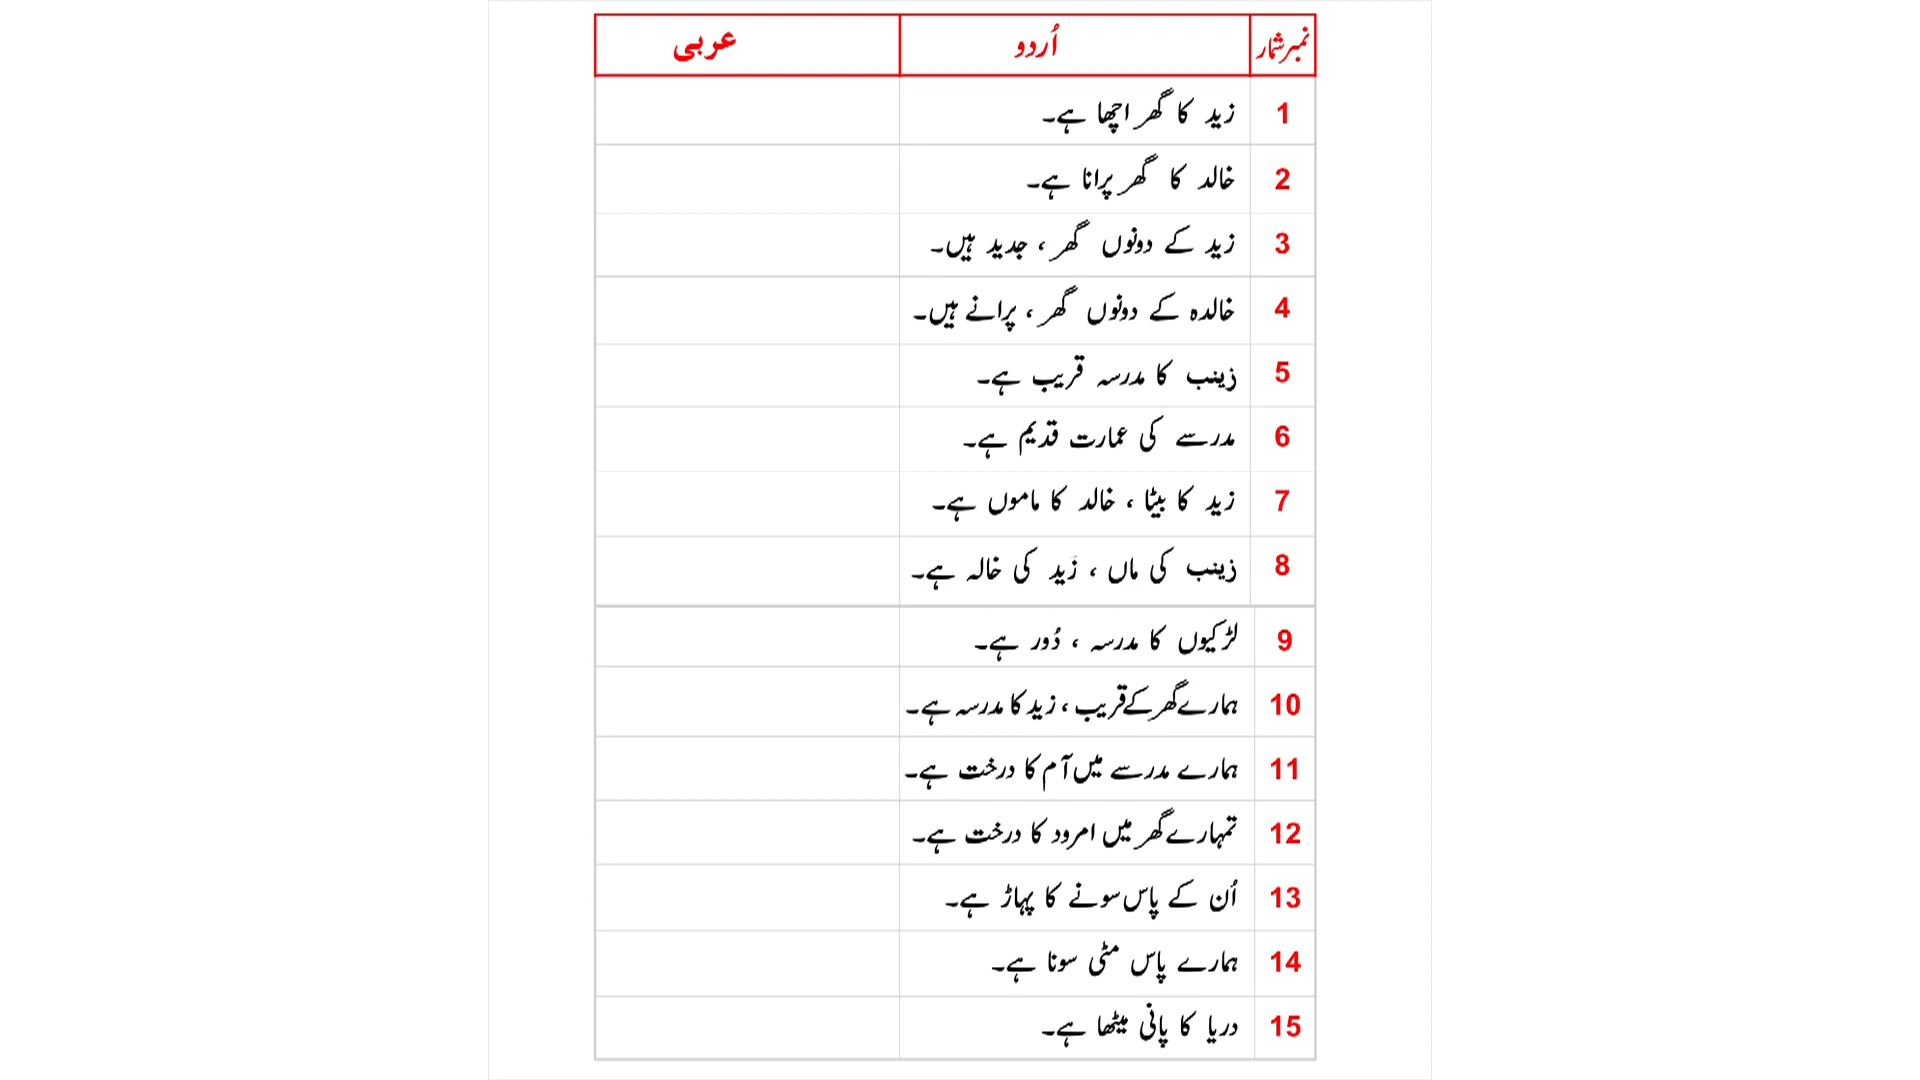 نمبر شمار اُردو عربی
1 زید کا گھر اچھا ہے۔
2 خالد کا گھر پرانا ہے۔
3 زید کے دونوں گھر ، جدید ہیں۔
4 خالدہ کے دونوں گھر ، پرانے ہیں۔
5 زینب کا مدرسہ قریب ہے۔
6 مدرسے کی عمارت قدیم ہے۔
7 زید کا بیٹا ، خالد کا ماموں ہے۔
8 زینب کی ماں ، زَید کی خالہ ہے۔
9 لڑکیوں کا مدرسہ ، دُور ہے۔
10 ہمارے گھر کے قریب ، زید کا مدرسہ ہے۔
11 ہمارے مدرسے میں آم کا درخت ہے۔
12 تمہارے گھر میں امرود کا درخت ہے۔
13 اُن کے پاس سونے کا پہاڑ ہے۔
14 ہمارے پاس مٹی سونا ہے۔
15 دریا کا پانی میٹھا ہے۔